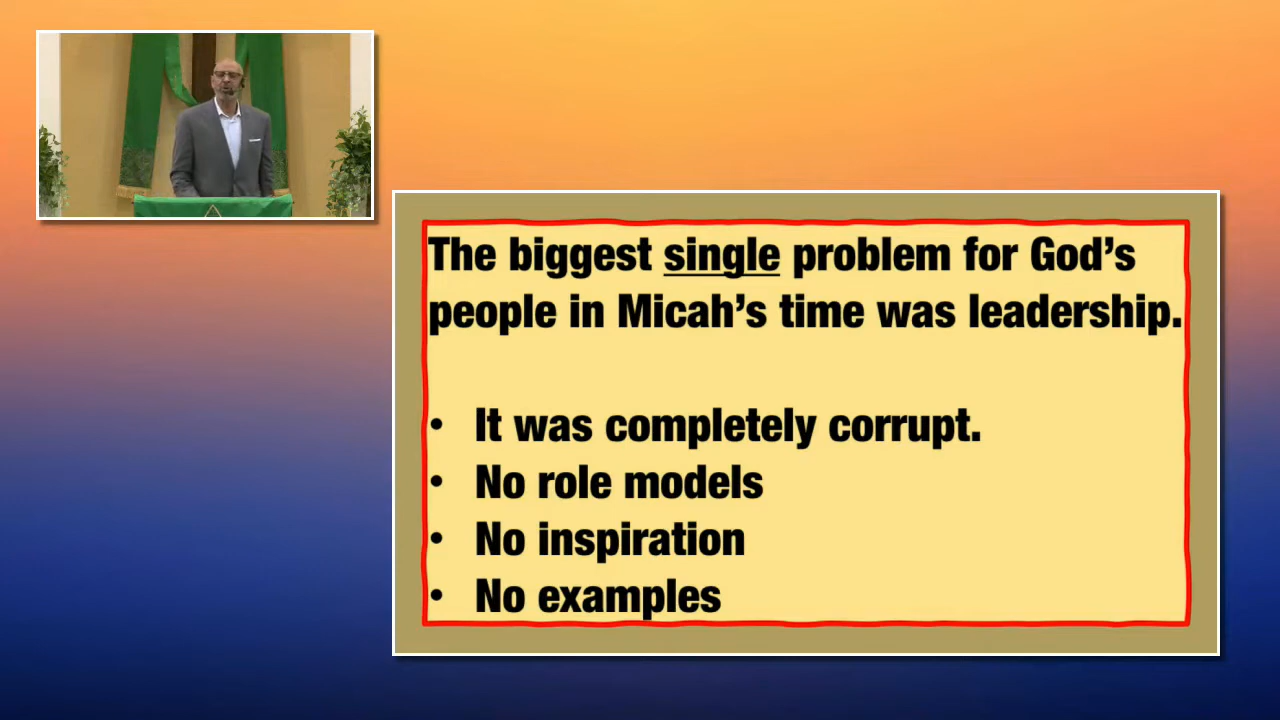 The biggest single problem for God’s
people in Micah’s time was leadership.
• It was completely corrupt.
• No role models
• No inspiration
• No examples